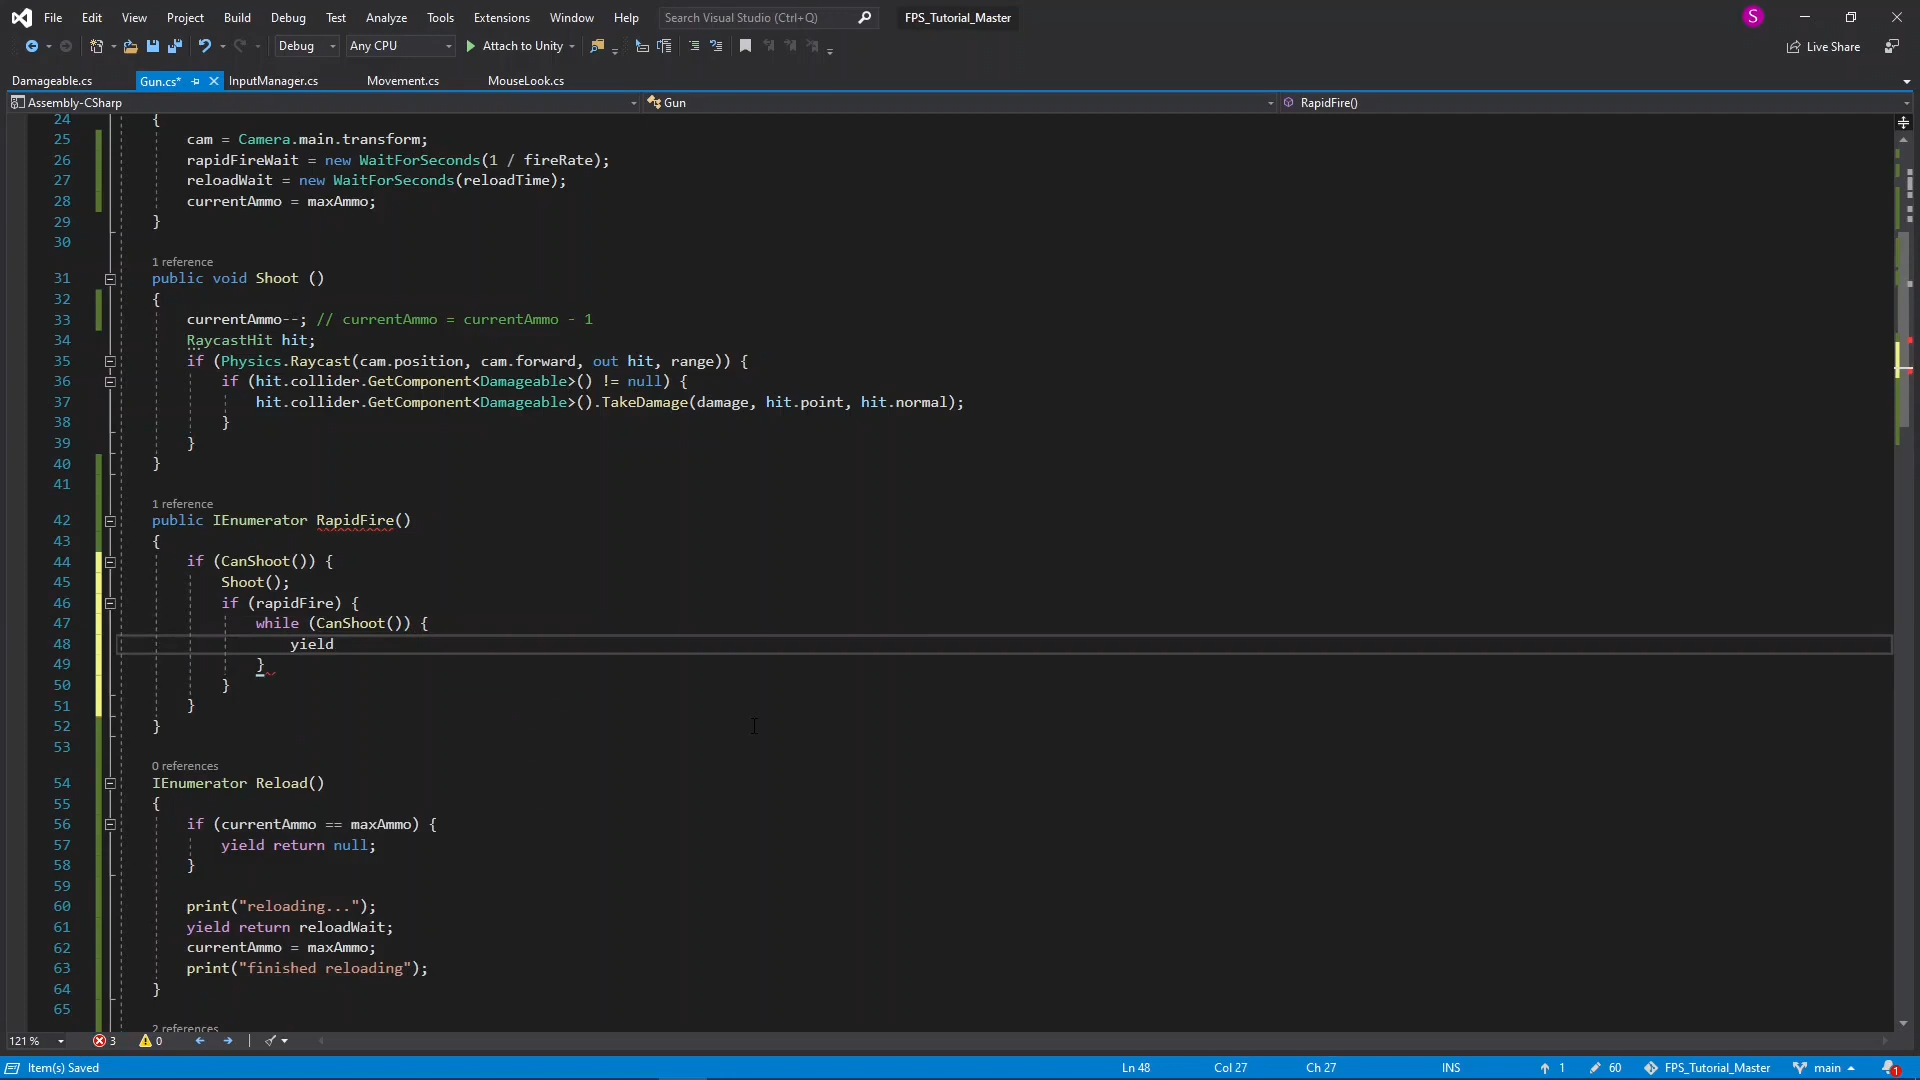 File Edit View Project Build Debug Test Analyze Tools Extensions Window Help Search Visual Studio (Ctrl+Q) FPS_Tutorial_Master S
Debug Any CPU Attach to Unity Live Share
Damageable.cs Gun.cs* InputManager.cs Movement.cs MouseLook.cs
Assembly-CSharp Gun RapidFire()
24 {
25 cam = Camera.main.transform;
26 rapidFireWait = new WaitForSeconds(1 / fireRate);
27 reloadWait = new WaitForSeconds(reloadTime);
28 currentAmmo = maxAmmo;
29 }
30
1 reference
31 public void Shoot ()
32 {
33 currentAmmo--; // currentAmmo = currentAmmo - 1
34 RaycastHit hit;
35 if (Physics.Raycast(cam.position, cam.forward, out hit, range)) {
36 if (hit.collider.GetComponent<Damageable>() != null) {
37 hit.collider.GetComponent<Damageable>().TakeDamage(damage, hit.point, hit.normal);
38 }
39 }
40 }
41
1 reference
42 public IEnumerator RapidFire()
43 {
44 if (CanShoot()) {
45 Shoot();
46 if (rapidFire) {
47 while (CanShoot()) {
48 yield
49 }
50 }
51 }
52 }
53
0 references
54 IEnumerator Reload()
55 {
56 if (currentAmmo == maxAmmo) {
57 yield return null;
58 }
59
60 print("reloading...");
61 yield return reloadWait;
62 currentAmmo = maxAmmo;
63 print("finished reloading");
64 }
65
2 references
121 % 3 0
Item(s) Saved Ln 48 Col 27 Ch 27 INS 1 60 FPS_Tutorial_Master main 1